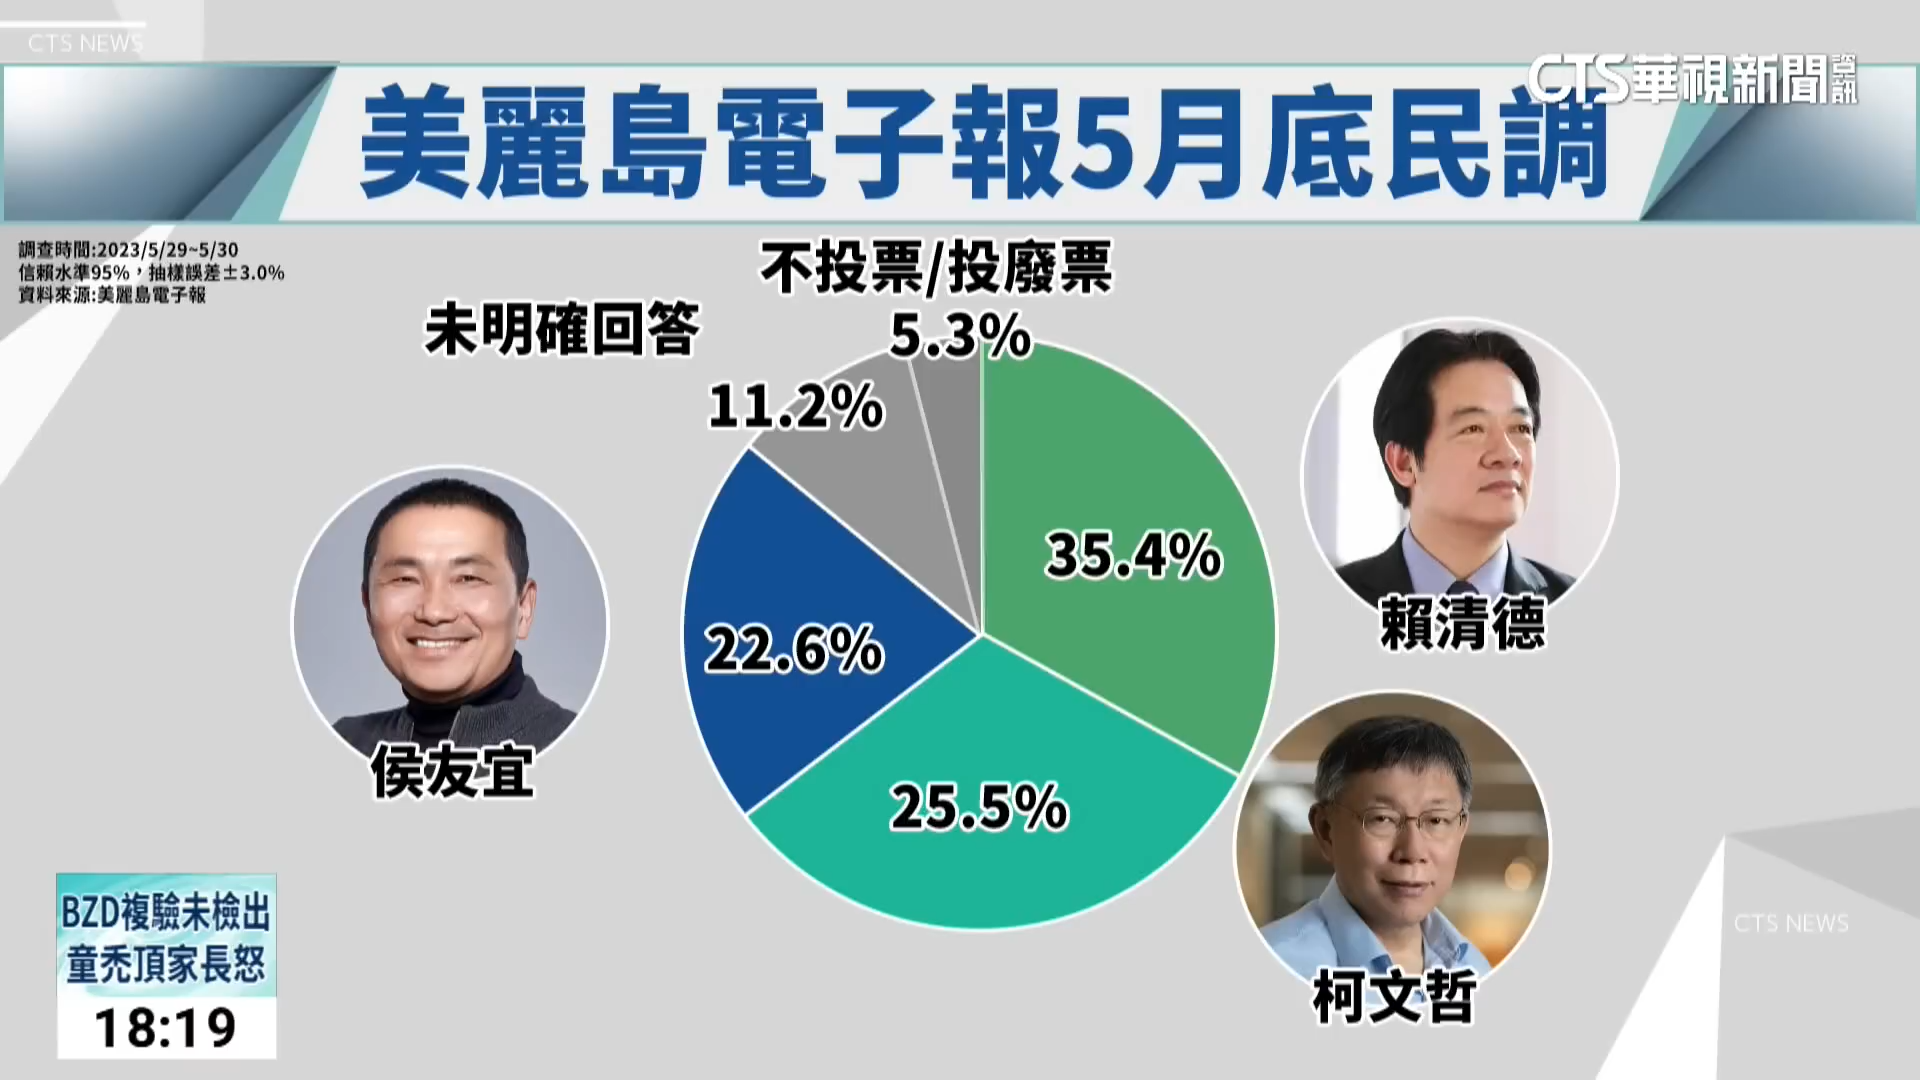 CTS NEWS
CTS華視新聞資訊
美麗島電子報5月底民調
調查時間:2023/5/29~5/30
信賴水準95%，抽樣誤差±3.0%
資料來源:美麗島電子報
不投票/投廢票
5.3%
未明確回答
11.2%
35.4%
賴清德
22.6%
侯友宜
25.5%
柯文哲
BZD複驗未檢出
童禿頂家長怒
18:19
CTS NEWS